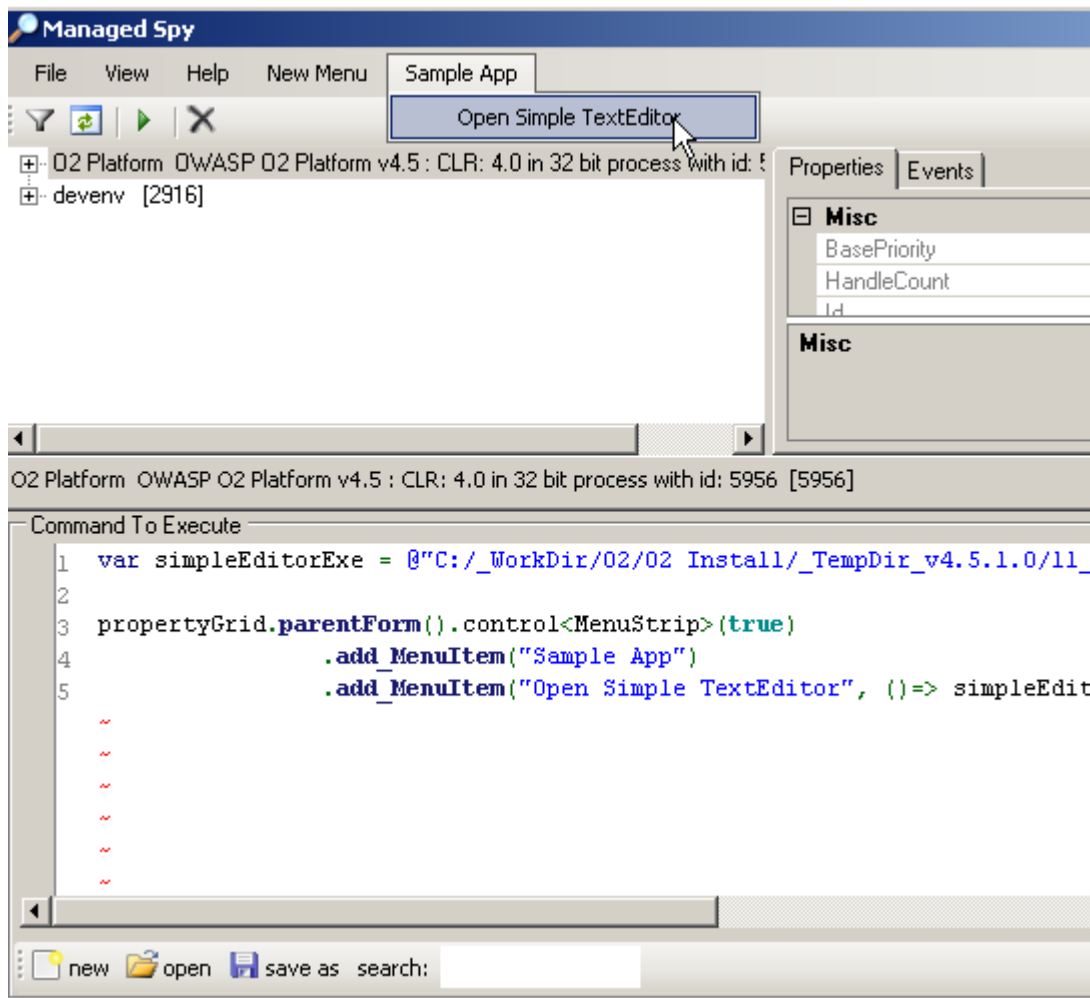 Managed Spy
File View Help New Menu Sample App
Open Simple TextEditor
O2 Platform OWASP O2 Platform v4.5 : CLR: 4.0 in 32 bit process with id:
devenv [2916]
Properties Events
Misc
BasePriority
HandleCount
Id
Misc
O2 Platform OWASP O2 Platform v4.5 : CLR: 4.0 in 32 bit process with id: 5956 [5956]
Command To Execute
1 var simpleEditorExe = @"C:/_WorkDir/O2/O2 Install/_TempDir_v4.5.1.0/11_
2
3 propertyGrid.parentForm().control<MenuStrip>(true)
4 .add_MenuItem("Sample App")
5 .add_MenuItem("Open Simple TextEditor", ()=> simpleEdit
~
~
~
~
~
~
new open save as search: